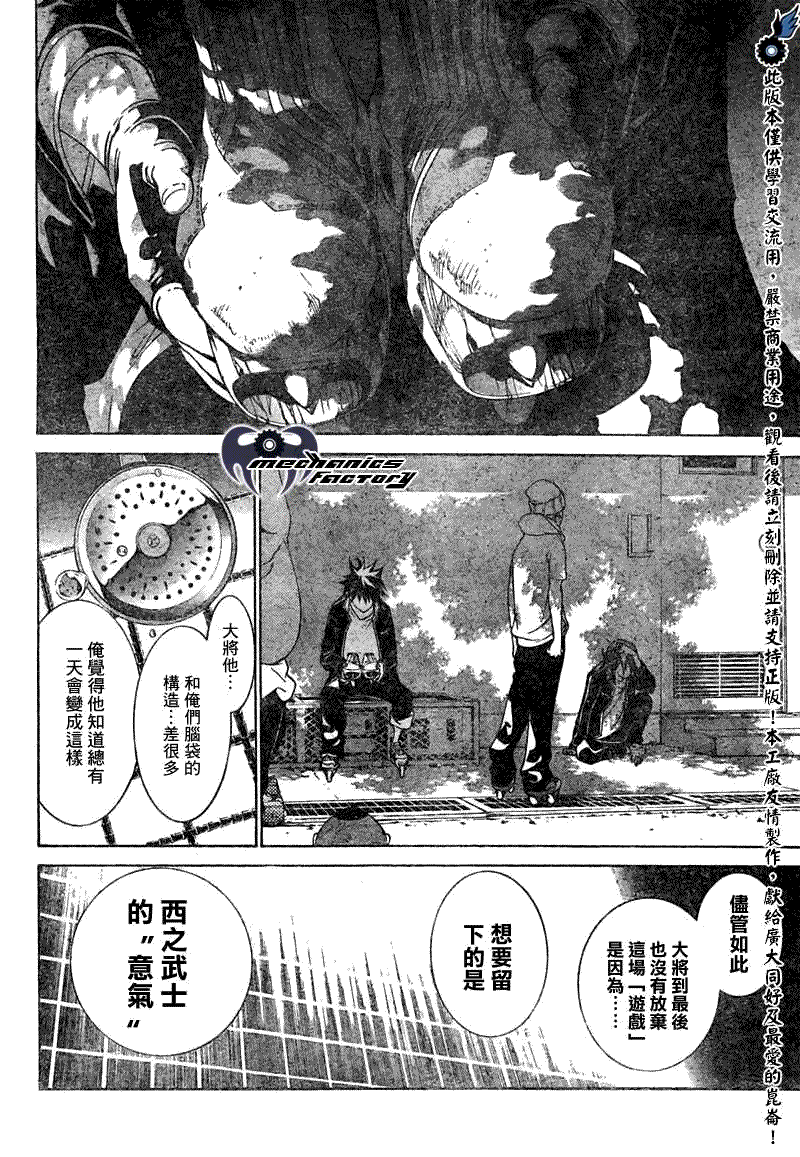 此版本僅供學習交流用，嚴禁商業用途，觀看後請立刻刪除並請支持正版！本工廠友情製作，獻給廣大同好及最愛的崑崙！
mechanics
Factory
大將他…
和俺們腦袋的
構造…差很多
俺覺得他知道總有
一天會變成這樣
儘管如此
大將到最後
也沒有放棄
這場「遊戲」
是因為……
想要留
下的是
西之武士
的〞意氣〝